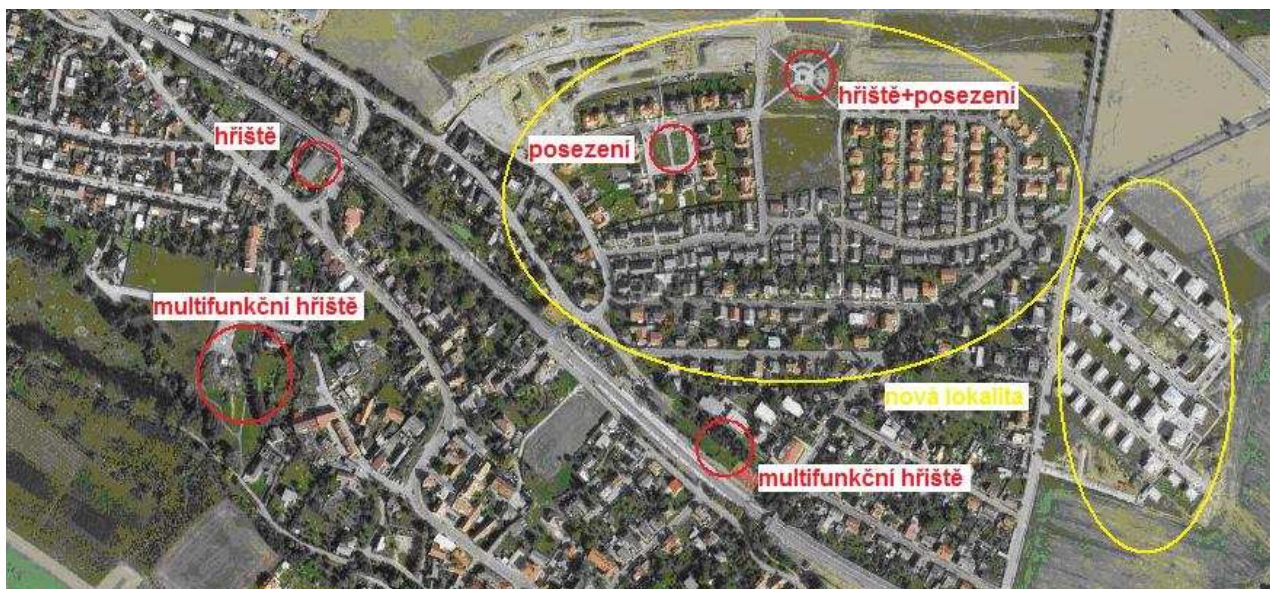 hřiště+posezení
hřiště
posezení
multifunkční hřiště
nová lokalita
multifunkční hřiště